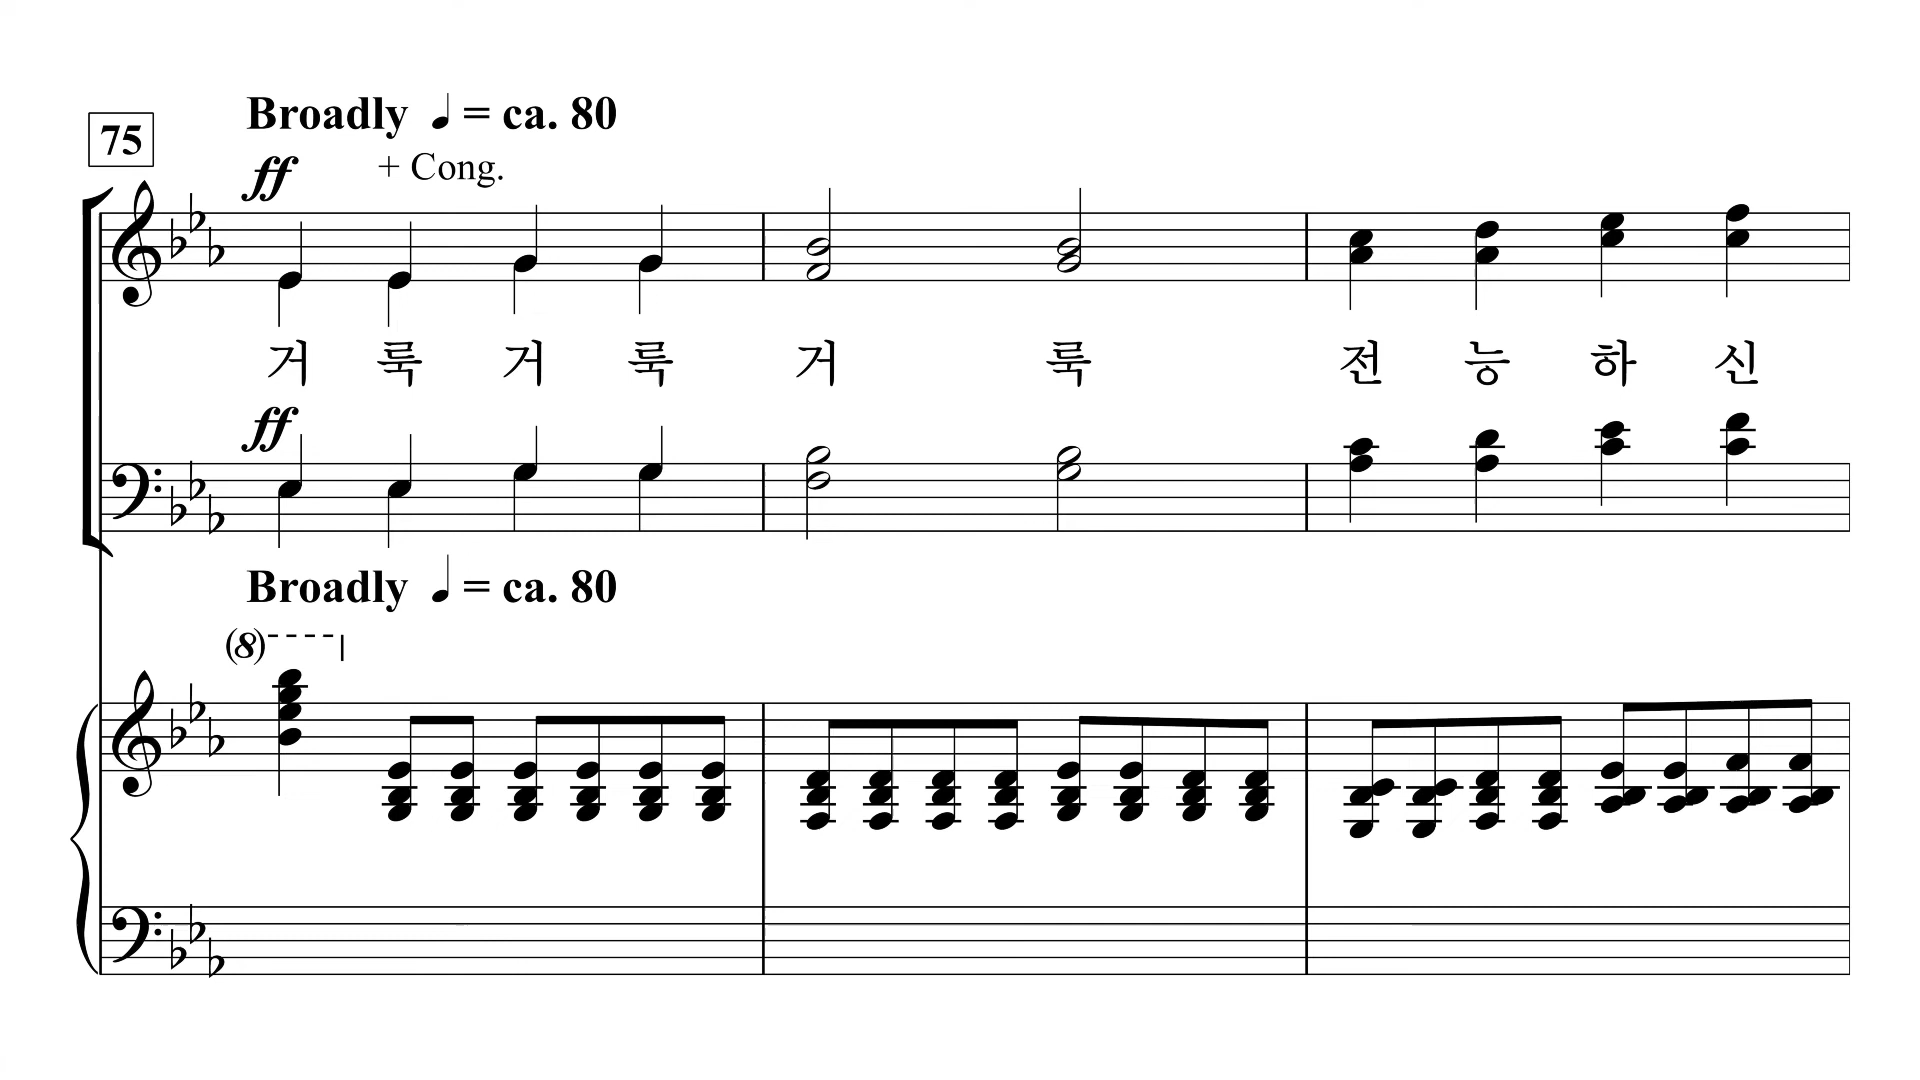 Broadly ♩ = ca. 80
75
ff + Cong.
거 룩 거 룩 거 룩 전 능 하 신
ff
Broadly ♩ = ca. 80
(8)